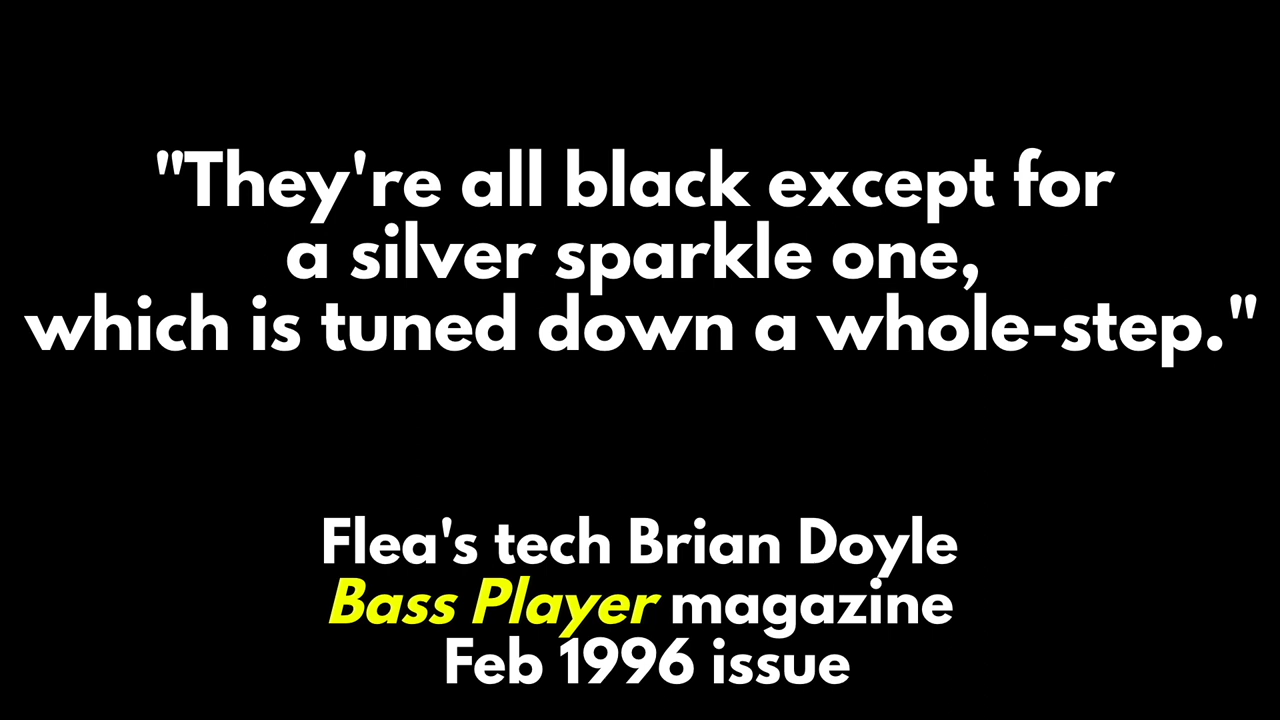 "They're all black except for
a silver sparkle one,
which is tuned down a whole-step."
Flea's tech Brian Doyle
Bass Player magazine
Feb 1996 issue